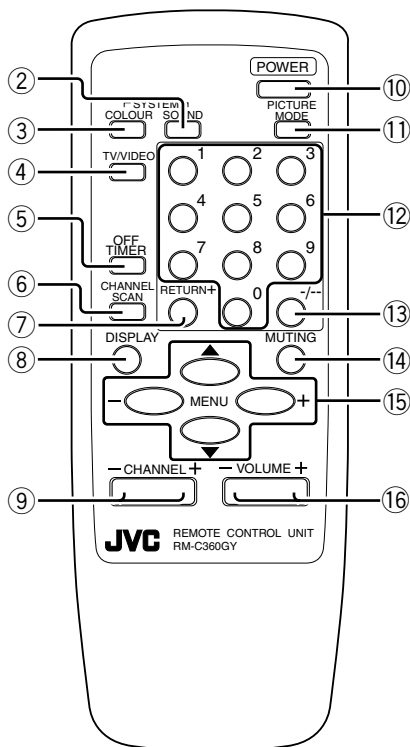 POWER
②
SYSTEM
⑩
COLOUR SOUND
PICTURE MODE
③
⑪
TV/VIDEO
1 2 3
④
4 5 6
⑫
OFF TIMER
⑤
7 8 9
CHANNEL SCAN
⑥
RETURN+
0
-/--
⑦
⑬
DISPLAY
MUTING
⑧
⑭
▲
− MENU +
⑮
▼
− CHANNEL +
− VOLUME +
⑨
⑯
JVC
REMOTE CONTROL UNIT
RM-C360GY